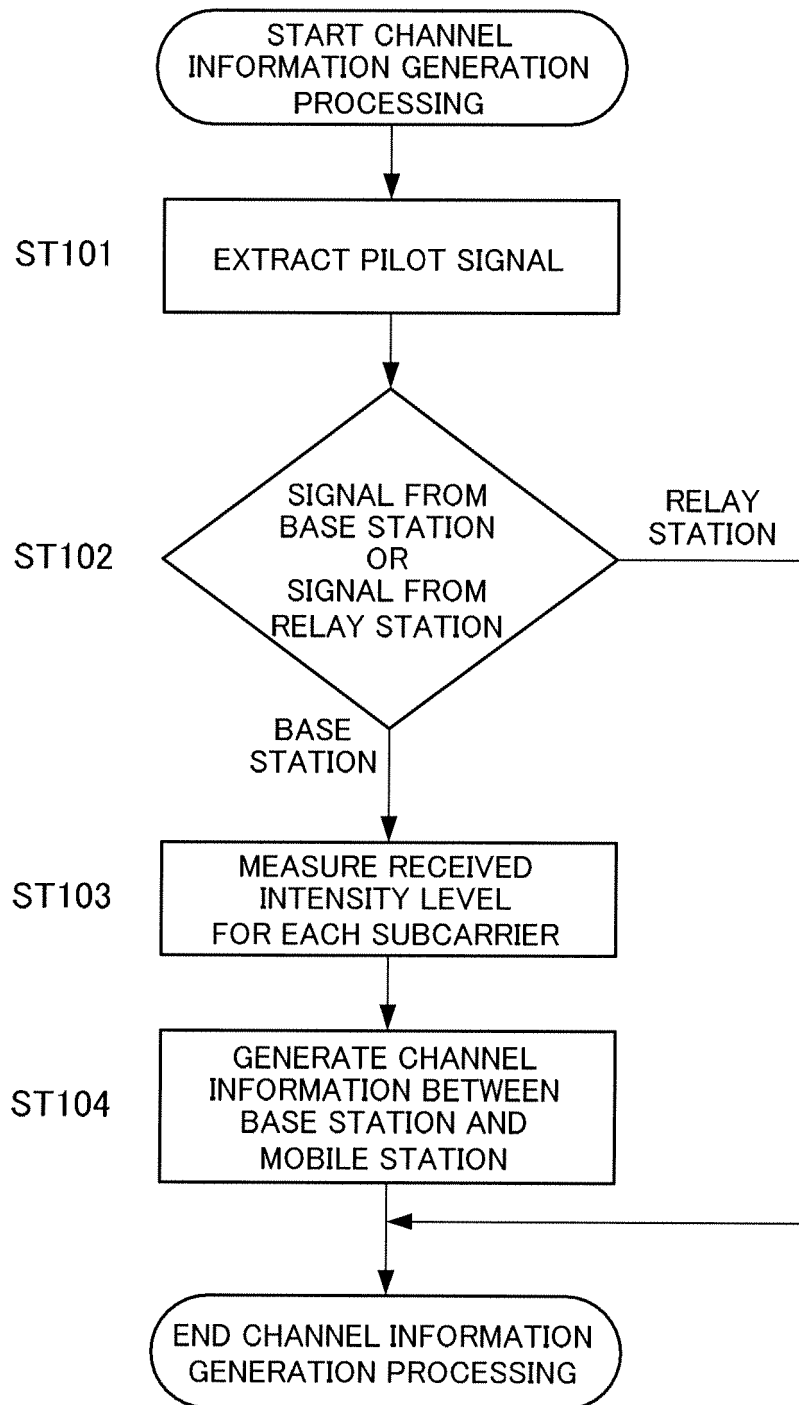 START CHANNEL
INFORMATION GENERATION
PROCESSING
ST101
EXTRACT PILOT SIGNAL
ST102
SIGNAL FROM
BASE STATION
OR
SIGNAL FROM
RELAY STATION
RELAY
STATION
BASE
STATION
ST103
MEASURE RECEIVED
INTENSITY LEVEL
FOR EACH SUBCARRIER
ST104
GENERATE CHANNEL
INFORMATION BETWEEN
BASE STATION AND
MOBILE STATION
END CHANNEL INFORMATION
GENERATION PROCESSING